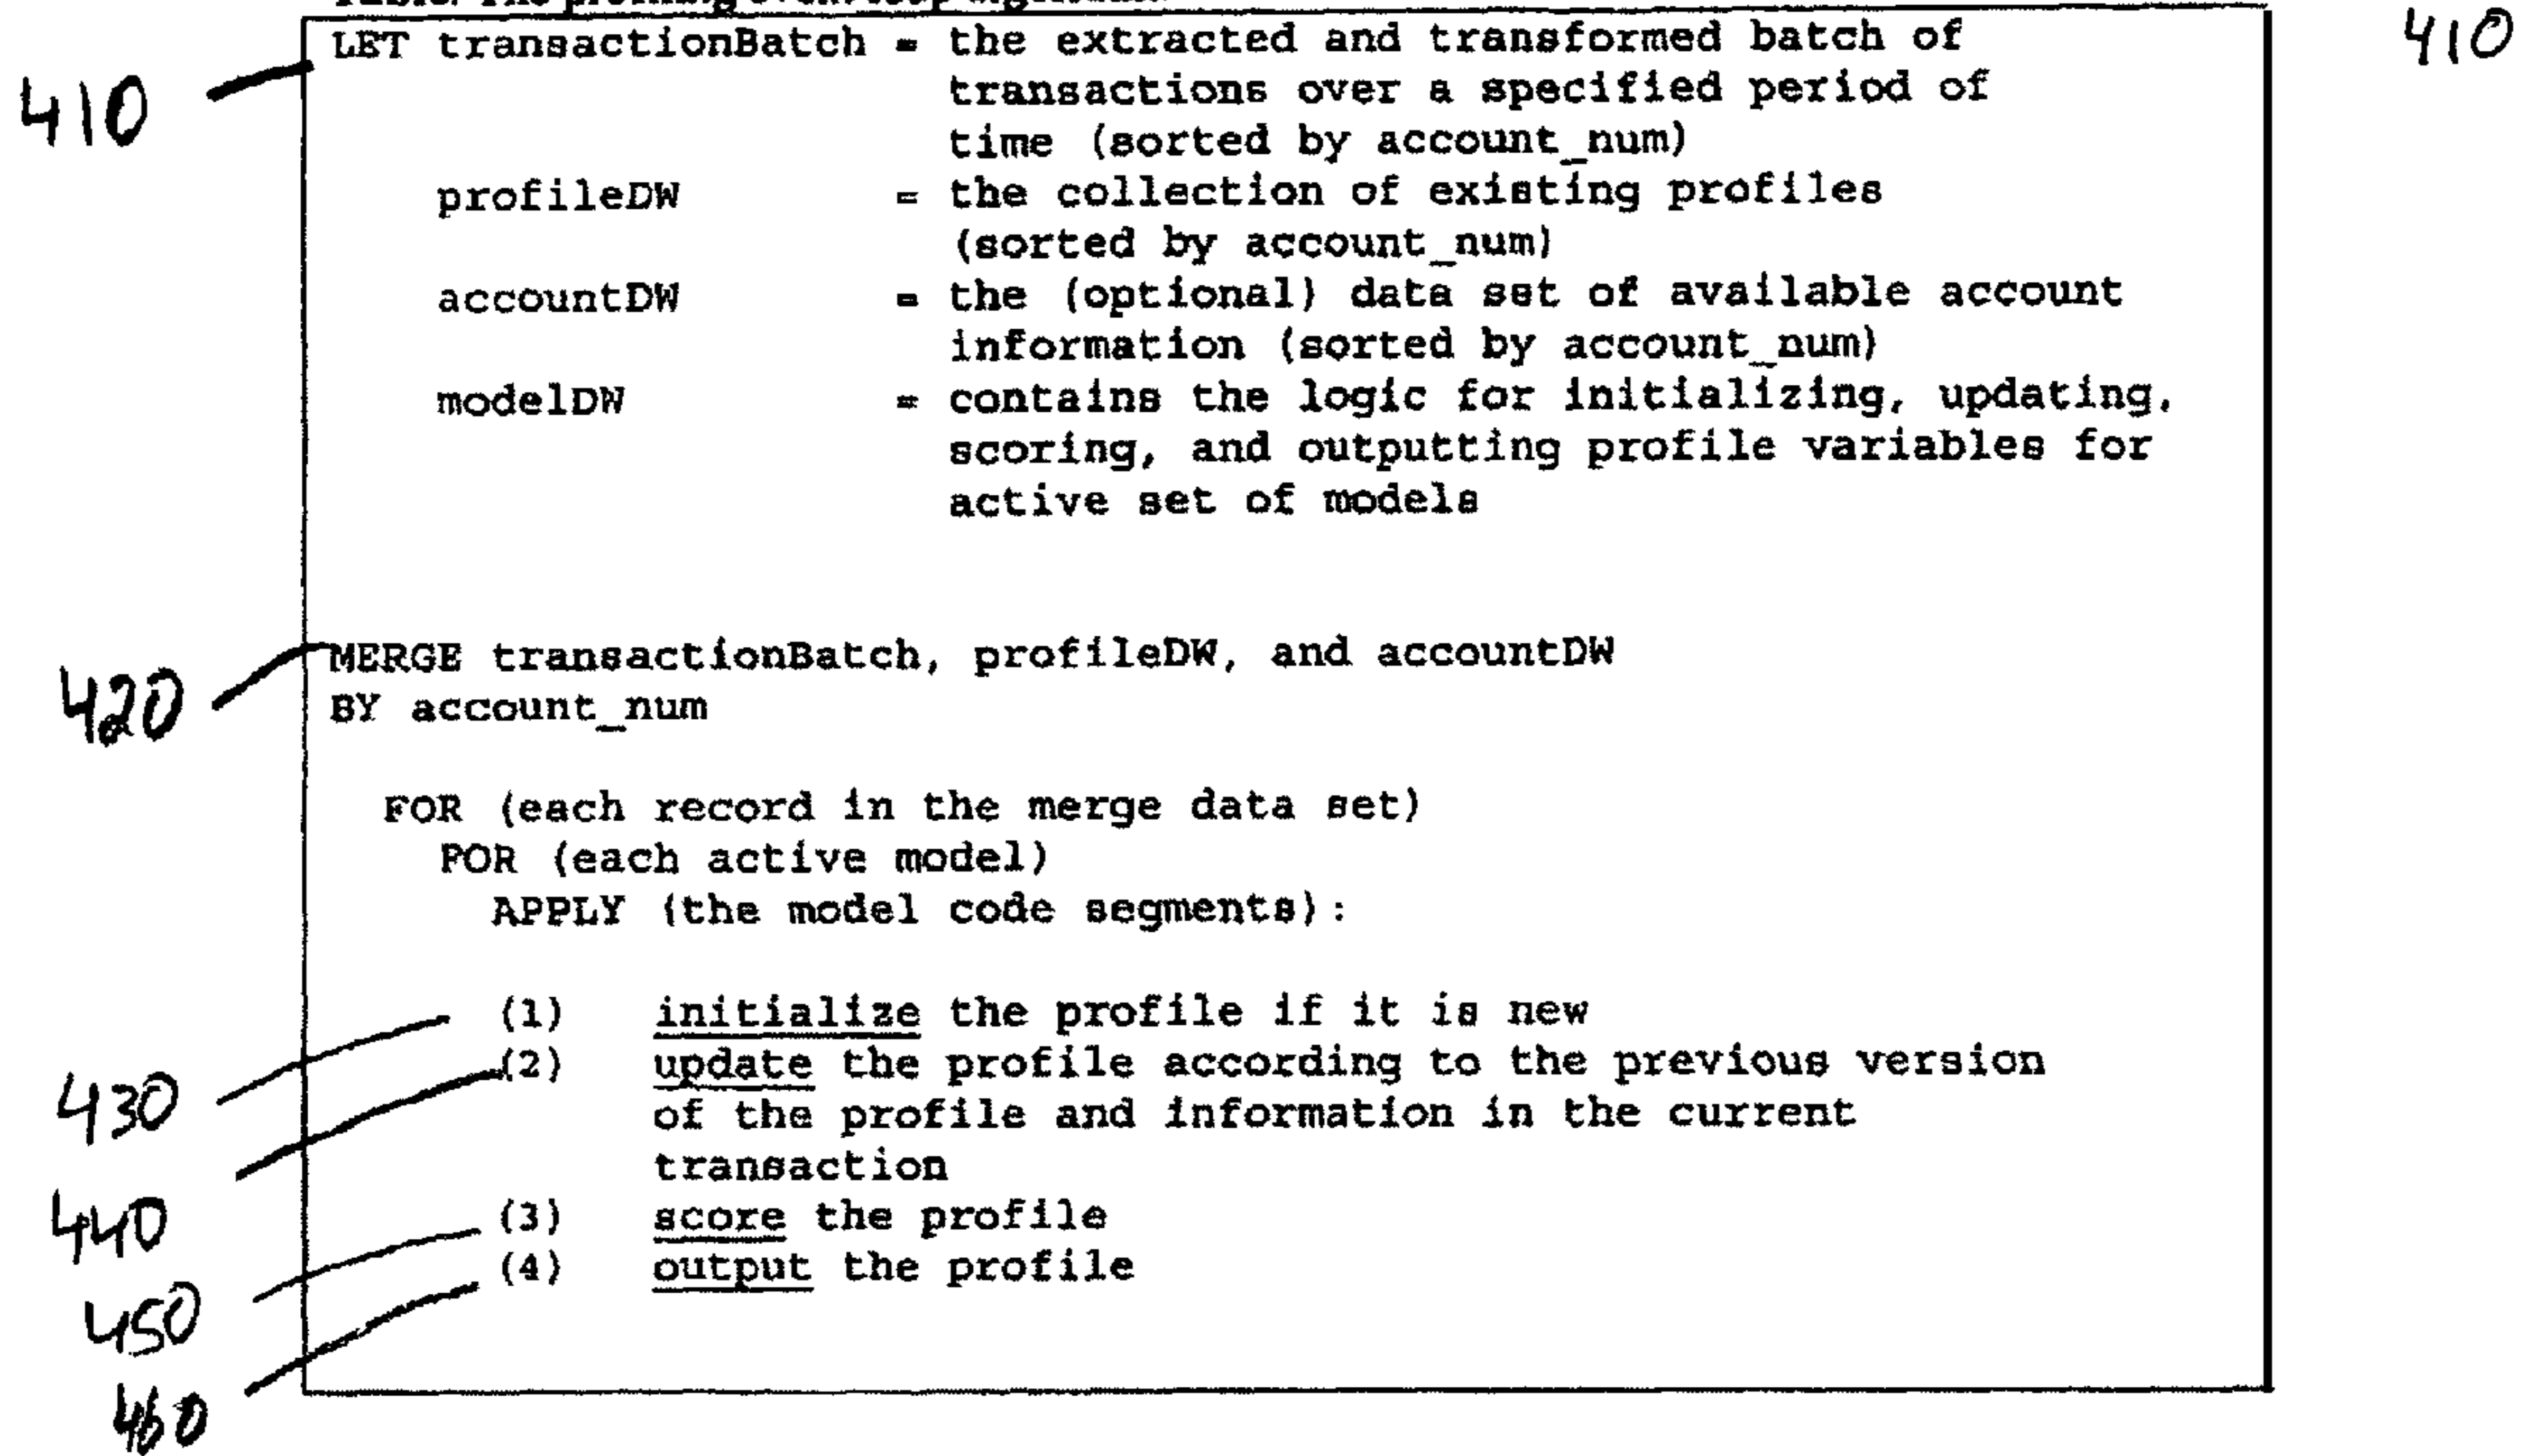 LET transactionBatch = the extracted and transformed batch of 410
transactions over a specified period of
410 time (sorted by account_num)
profileDW = the collection of existing profiles
(sorted by account_num)
accountDW = the (optional) data set of available account
information (sorted by account_num)
modelDW = contains the logic for initializing, updating,
scoring, and outputting profile variables for
active set of models
MERGE transactionBatch, profileDW, and accountDW
420 BY account_num
FOR (each record in the merge data set)
FOR (each active model)
APPLY (the model code segments):
(1) initialize the profile if it is new
(2) update the profile according to the previous version
430 of the profile and information in the current
transaction
440 (3) score the profile
(4) output the profile
450
460